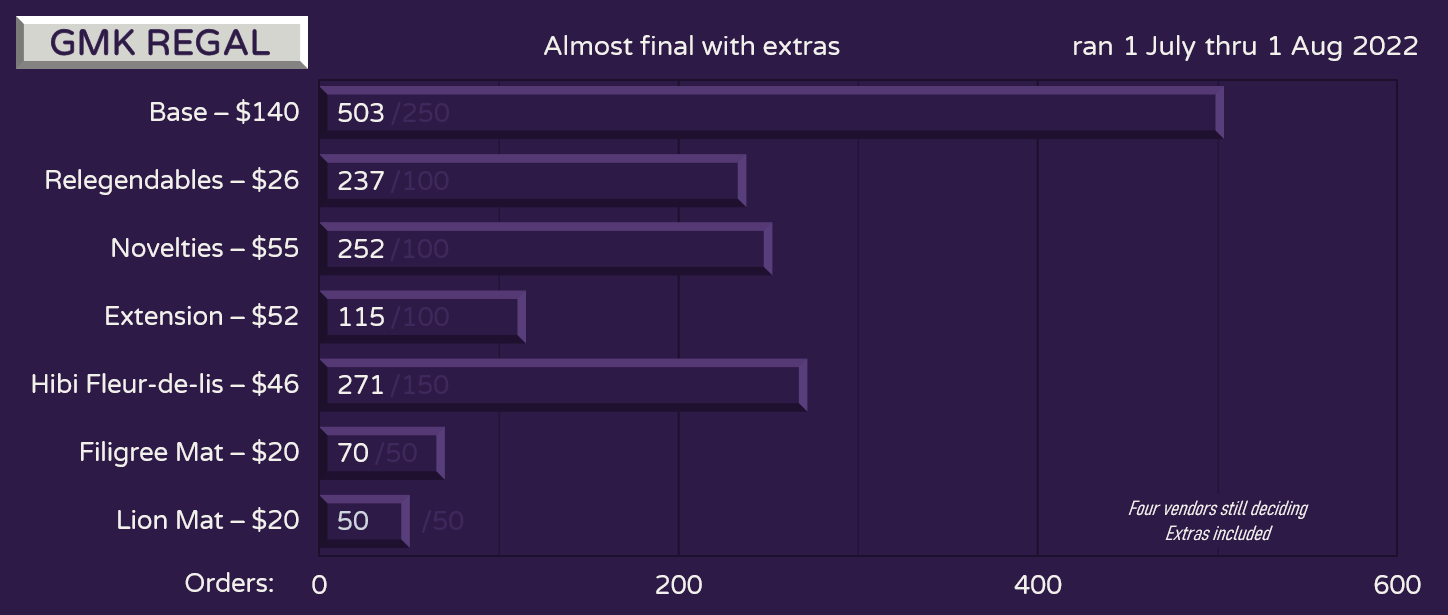 GMK REGAL
Almost final with extras
ran 1 July thru 1 Aug 2022
Base – $140
503 /250
Relegendables – $26
237 /100
Novelties – $55
252 /100
Extension – $52
115 /100
Hibi Fleur-de-lis – $46
271 /150
Filigree Mat – $20
70 /50
Lion Mat – $20
50 /50
Four vendors still deciding
Extras included
Orders: 0 200 400 600